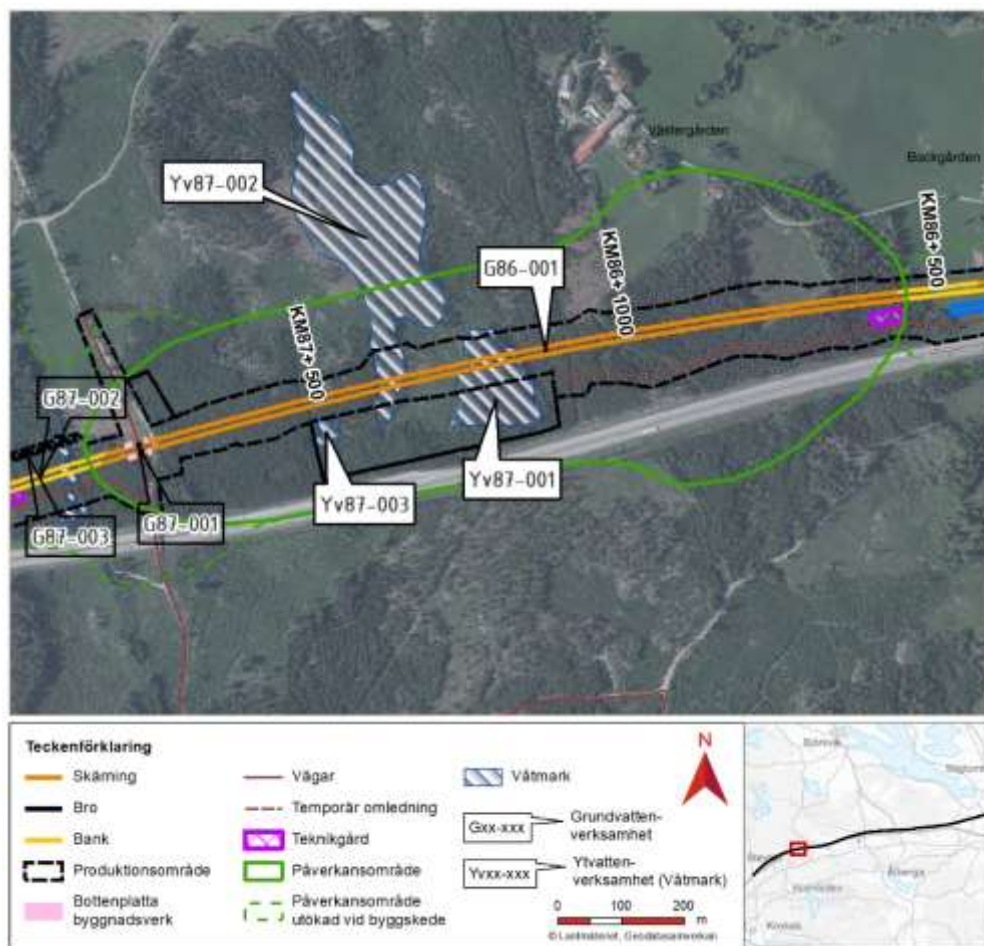 Västergården
Backgården
Yv87-002
G86-001
KM86+ 500
KM86+ 1000
KM87+ 500
G87-002
Yv87-001
Yv87-003
G87-001
G87-003
Teckenförklaring
Skärning
Bro
Bank
Produktionsområde
Bottenplatta
byggnadsverk
Vägar
Temporär omledning
Teknikgård
Påverkansområde
Påverkansområde
utökad vid byggskede
Våtmark
Gxx-xxx
Grundvatten-
verksamhet
Yvxx-xxx
Ytvatten-
verksamhet (Våtmark)
N
0 100 200
m
© Lantmäteriet, Geodatasamverkan
Ålberga